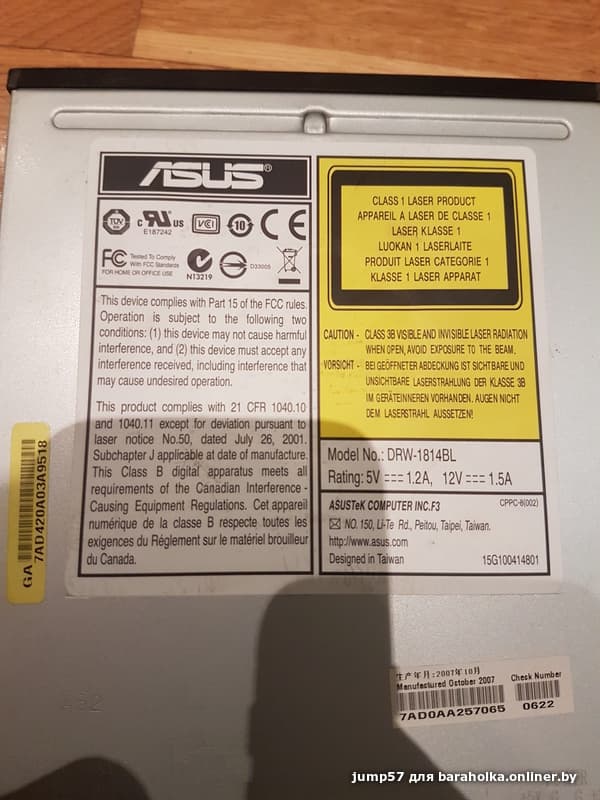 ASUS®
TÜV
c UR us
E187242
VCI
10
CE
FC Tested To Comply
With FCC Standards
FOR HOME OR OFFICE USE
N13219
D33005
This device complies with Part 15 of the FCC rules.
Operation is subject to the following two
conditions: (1) this device may not cause harmful
interference, and (2) this device must accept any
interference received, including interference that
may cause undesired operation.
This product complies with 21 CFR 1040.10
and 1040.11 except for deviation pursuant to
laser notice No.50, dated July 26, 2001.
Subchapter J applicable at date of manufacture.
This Class B digital apparatus meets all
requirements of the Canadian Interference -
Causing Equipment Regulations. Cet appareil
numérique de la classe B respecte toutes les
exigences du Réglement sur le matériel brouilleur
du Canada.
CLASS 1 LASER PRODUCT
APPAREIL A LASER DE CLASSE 1
LASER KLASSE 1
LUOKAN 1 LASERLAITE
PRODUIT LASER CATEGORIE 1
KLASSE 1 LASER APPARAT
CAUTION - CLASS 3B VISIBLE AND INVISIBLE LASER RADIATION
WHEN OPEN, AVOID EXPOSURE TO THE BEAM.
VORSICHT - BEI GEÖFFNETER ABDECKUNG IST SICHTBARE UND
UNSICHTBARE LASERSTRAHLUNG DER KLASSE 3B
IM GERÄTEINNEREN VORHANDEN. AUGEN NICHT
DEM LASERSTRAHL AUSSETZEN!
Model No.: DRW-1814BL
Rating: 5V 1.2A, 12V 1.5A
ASUSTeK COMPUTER INC.F3 CPPC-8(002)
NO. 150, Li-Te Rd., Peitou, Taipei, Taiwan.
http://www.asus.com
Designed in Taiwan 15G100414801
GA 7AD420A03A9518
生产年月:2007年10月
Manufactured October 2007 Check Number
7AD0AA257065 0622
jump57 для baraholka.onliner.by